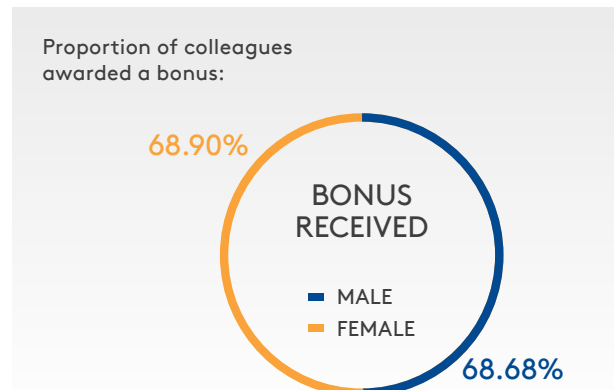 Proportion of colleagues
awarded a bonus:
68.90%
BONUS
RECEIVED
MALE
FEMALE
68.68%